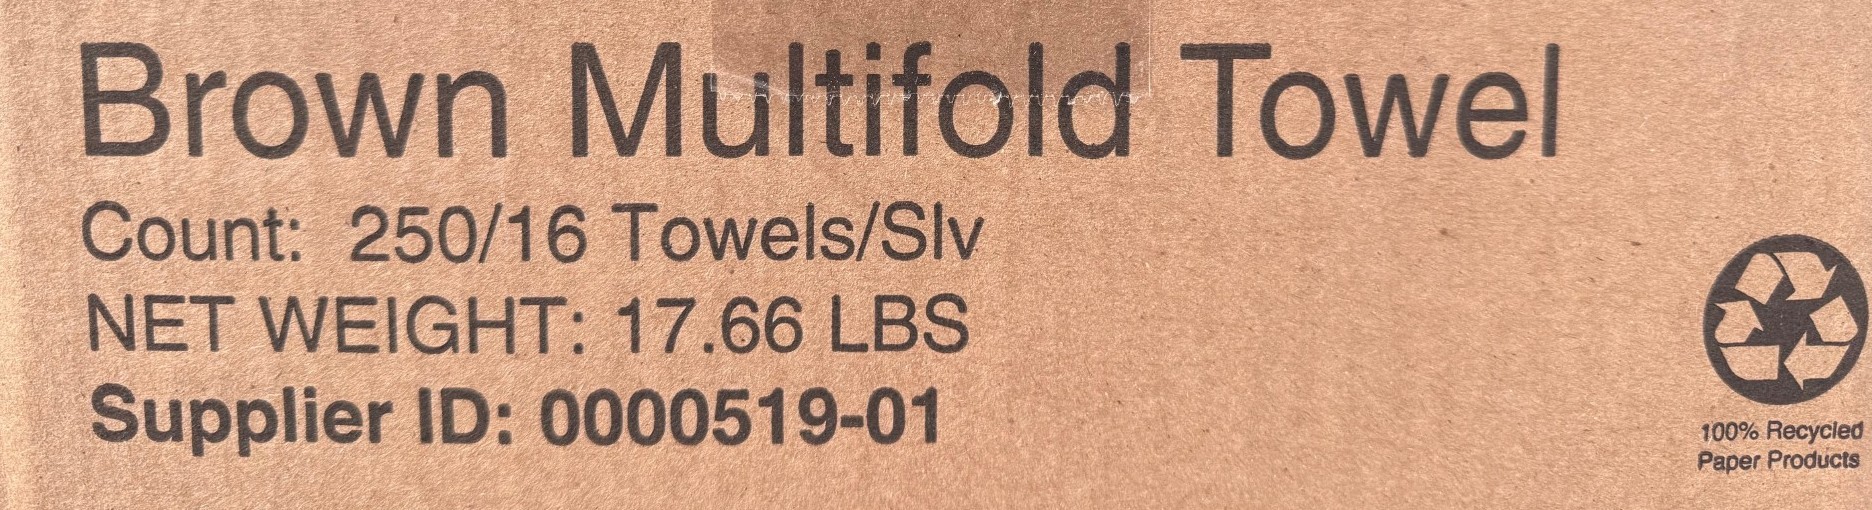 Brown Multifold Towel
Count: 250/16 Towels/Slv
NET WEIGHT: 17.66 LBS
Supplier ID: 0000519-01
100% Recycled
Paper Products